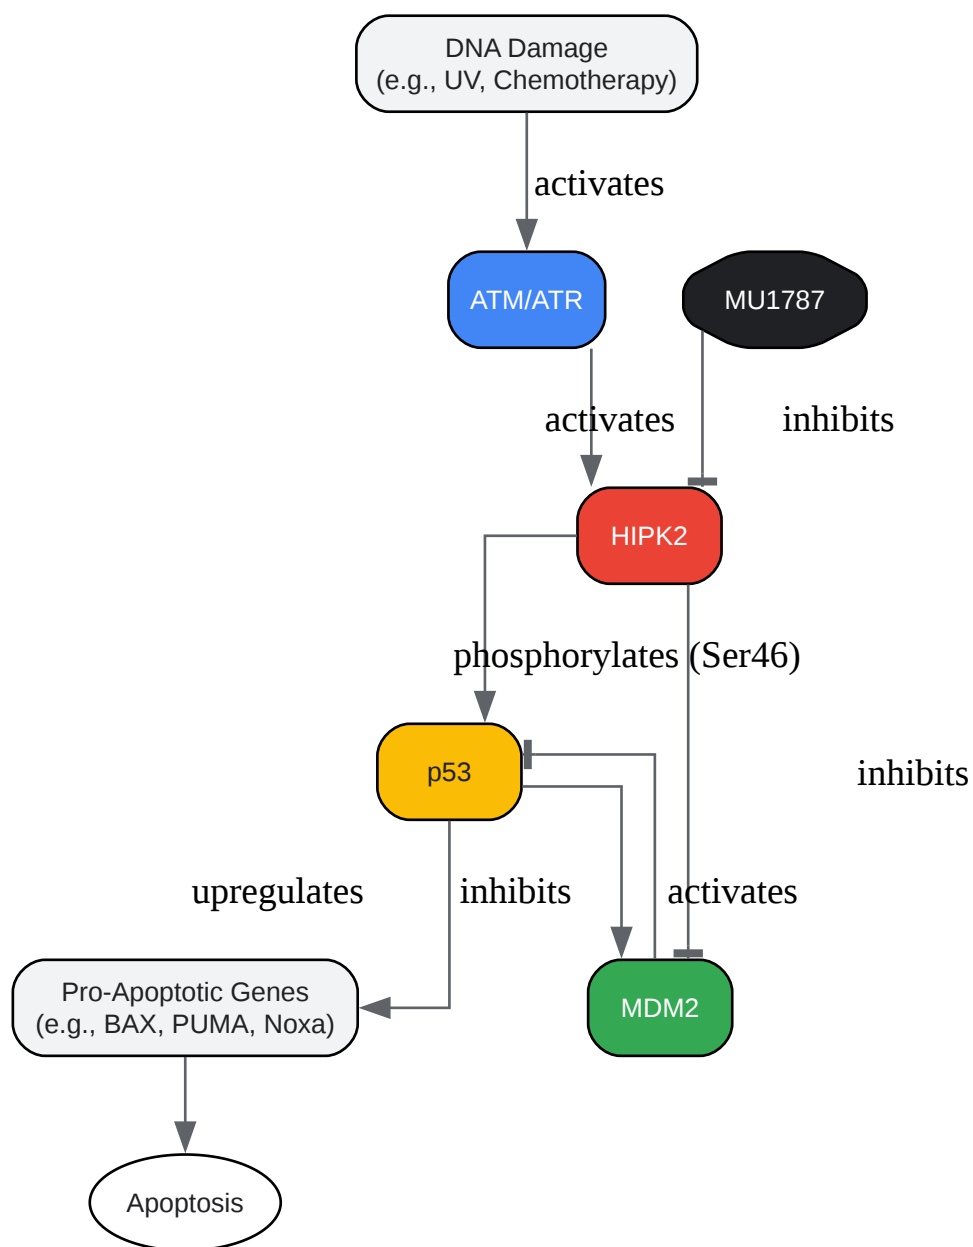 DNA Damage
(e.g., UV, Chemotherapy)
activates
ATM/ATR
MU1787
activates
inhibits
HIPK2
phosphorylates (Ser46)
p53
inhibits
upregulates
inhibits
activates
Pro-Apoptotic Genes
(e.g., BAX, PUMA, Noxa)
MDM2
Apoptosis